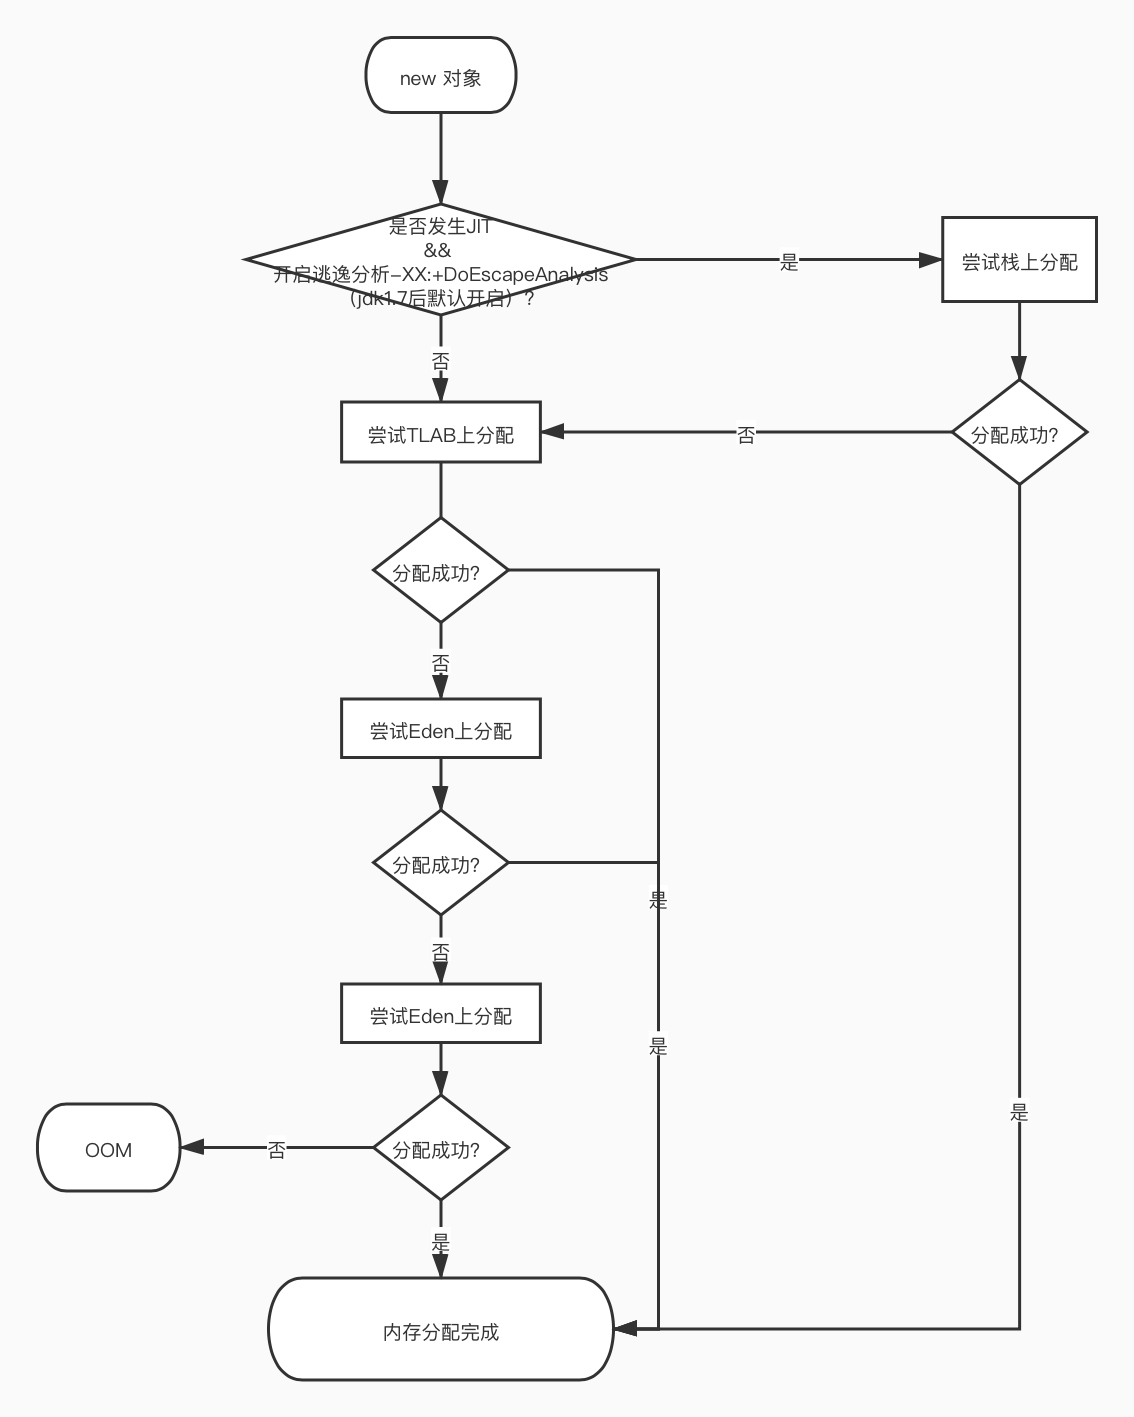 new 对象
是否发生JIT
&&
开启逃逸分析-XX:+DoEscapeAnalysis
(jdk1.7后默认开启）?
是
尝试栈上分配
否
尝试TLAB上分配
否
分配成功?
分配成功?
否
尝试Eden上分配
分配成功?
是
否
尝试Eden上分配
是
是
OOM
否
分配成功?
是
内存分配完成